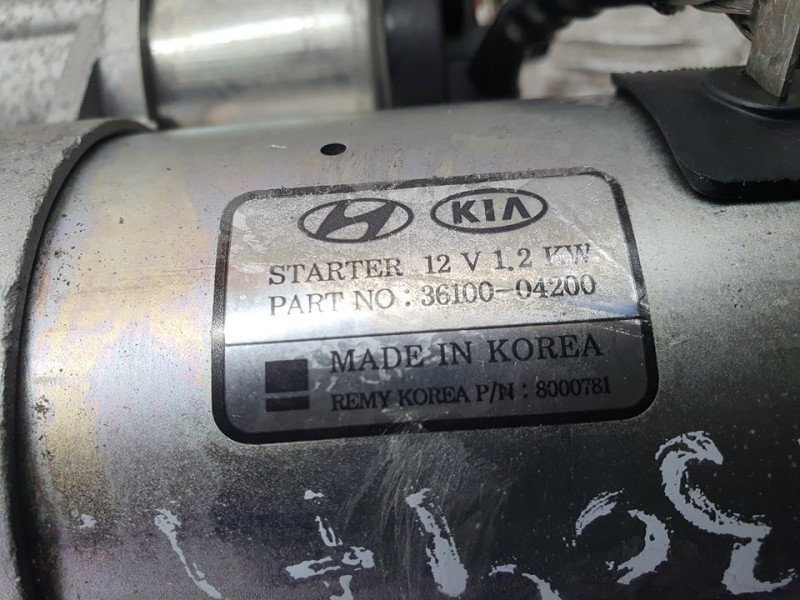 KIA
STARTER 12 V 1.2 KW
PART NO : 36100-04200
MADE IN KOREA
REMY KOREA P/N : 8000781